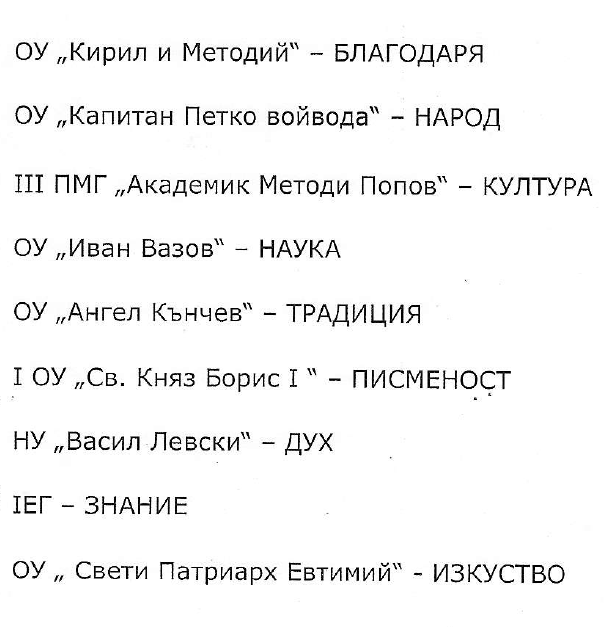 ОУ „Кирил и Методий“ – БЛАГОДАРЯ
ОУ „Капитан Петко войвода“ – НАРОД
III ПМГ „Академик Методи Попов“ – КУЛТУРА
ОУ „Иван Вазов“ – НАУКА
ОУ „Ангел Кънчев“ – ТРАДИЦИЯ
I ОУ „Св. Княз Борис I “ – ПИСМЕНОСТ
НУ „Васил Левски“ – ДУХ
IЕГ – ЗНАНИЕ
ОУ „ Свети Патриарх Евтимий“ - ИЗКУСТВО